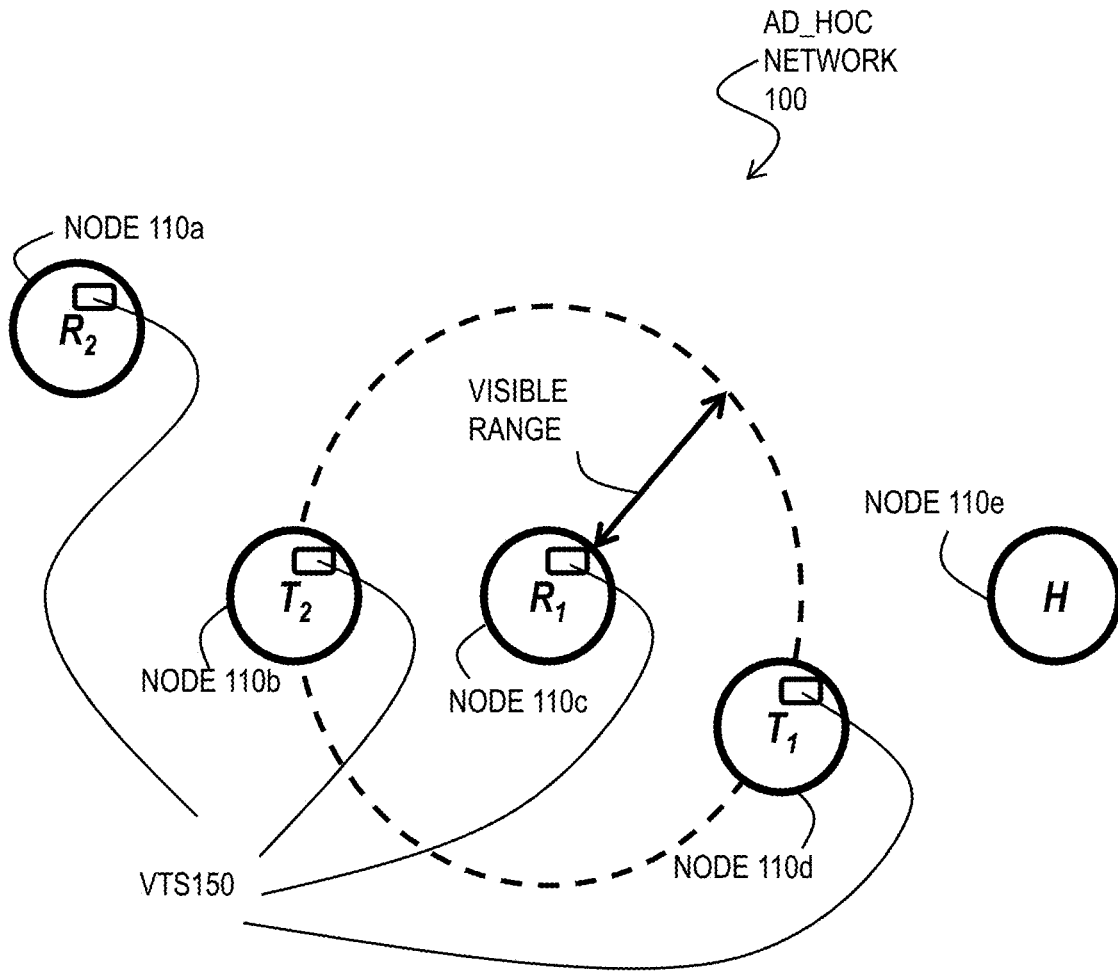 AD_HOC
NETWORK
100
NODE 110a
R2
VISIBLE
RANGE
NODE 110e
T2
R1
H
NODE 110b
NODE 110c
T1
NODE 110d
VTS150